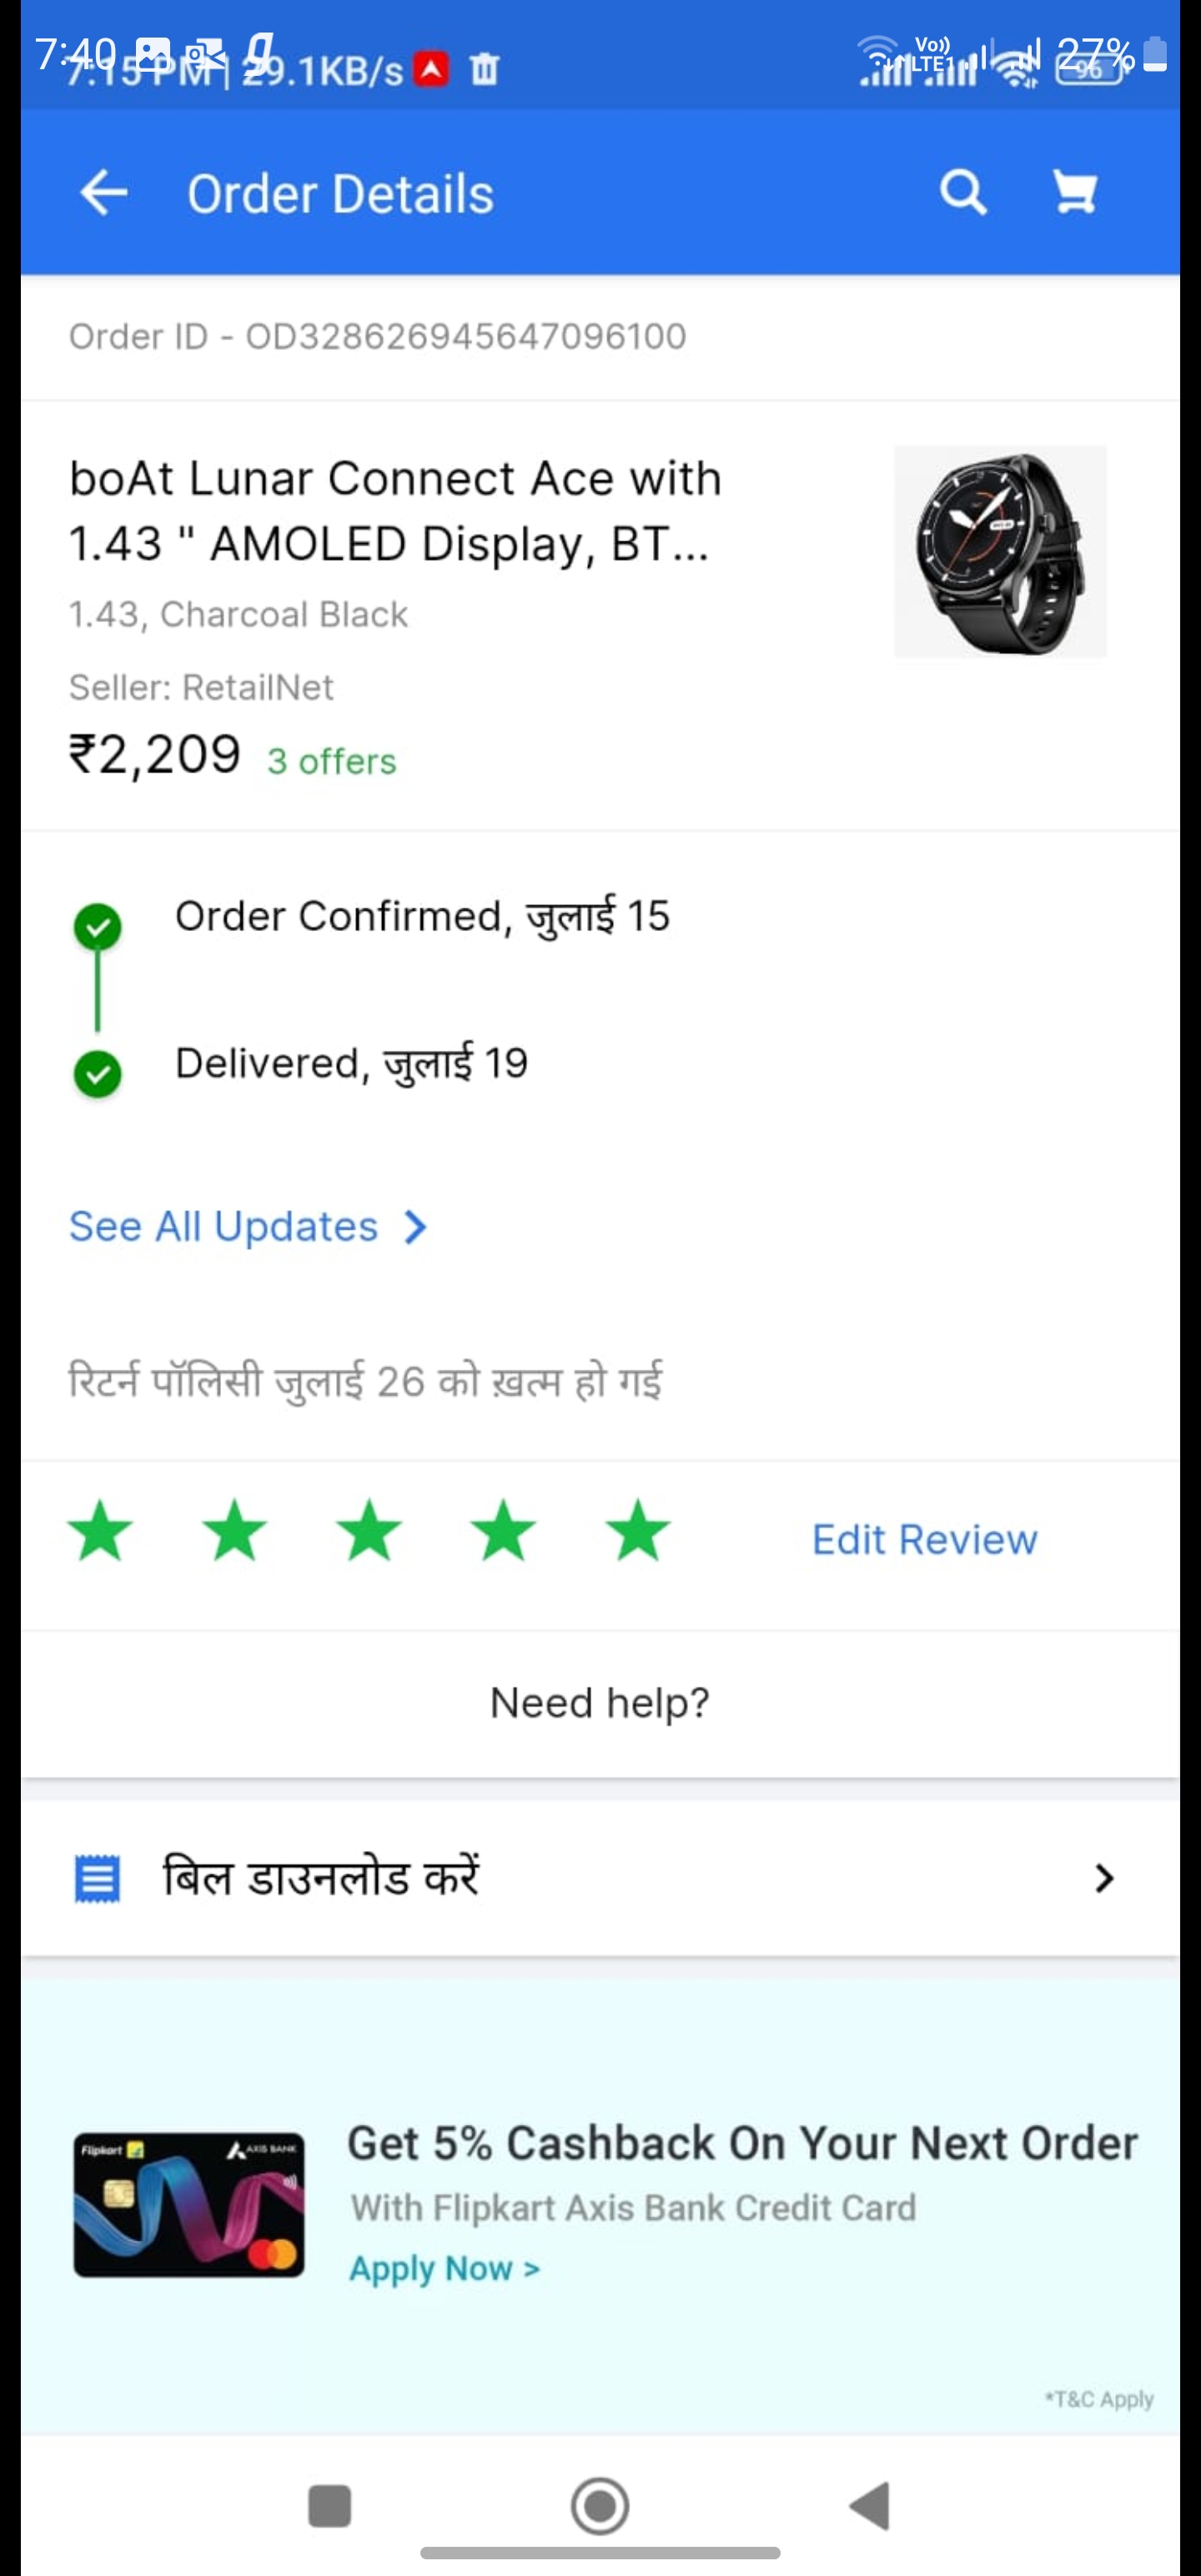 7:40
7:15 PM | 29.1KB/s
Vo))
LTE1
27%
96
Order Details
Order ID - OD328626945647096100
boAt Lunar Connect Ace with
1.43 " AMOLED Display, BT...
1.43, Charcoal Black
Seller: RetailNet
₹2,209 3 offers
Order Confirmed, जुलाई 15
Delivered, जुलाई 19
See All Updates
रिटर्न पॉलिसी जुलाई 26 को ख़त्म हो गई
Edit Review
Need help?
बिल डाउनलोड करें
Flipkart
AXIS BANK
Get 5% Cashback On Your Next Order
With Flipkart Axis Bank Credit Card
Apply Now >
*T&C Apply